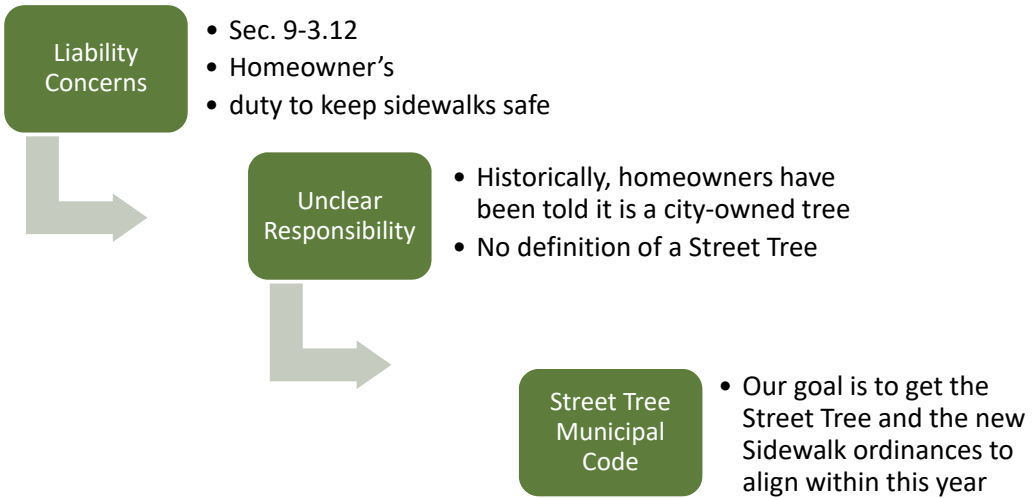 Liability
Concerns
• Sec. 9-3.12
• Homeowner's
• duty to keep sidewalks safe
Unclear
Responsibility
• Historically, homeowners have
been told it is a city-owned tree
• No definition of a Street Tree
Street Tree
Municipal
Code
• Our goal is to get the
Street Tree and the new
Sidewalk ordinances to
align within this year